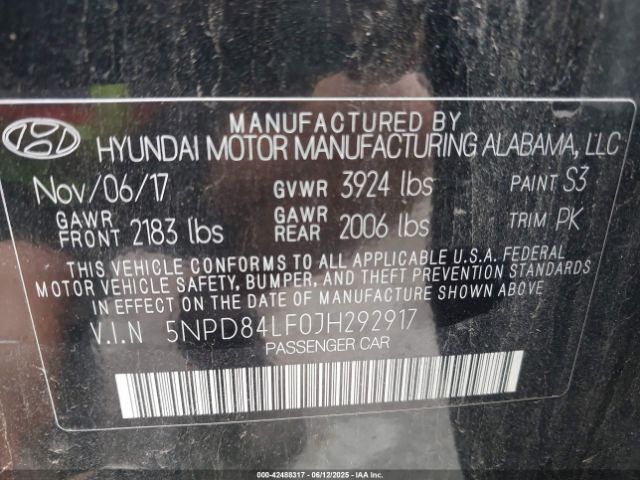 MANUFACTURED BY
HYUNDAI MOTOR MANUFACTURING ALABAMA, LLC
Nov/06/17 GVWR 3924 lbs PAINT S3
GAWR FRONT 2183 lbs GAWR REAR 2006 lbs TRIM PK
THIS VEHICLE CONFORMS TO ALL APPLICABLE U.S.A. FEDERAL
MOTOR VEHICLE SAFETY, BUMPER, AND THEFT PREVENTION STANDARDS
IN EFFECT ON THE DATE OF MANUFACTURE SHOWN ABOVE
V.I.N 5NPD84LF0JH292917
PASSENGER CAR
000-42488317 - 06/12/2025 - IAAI.COM